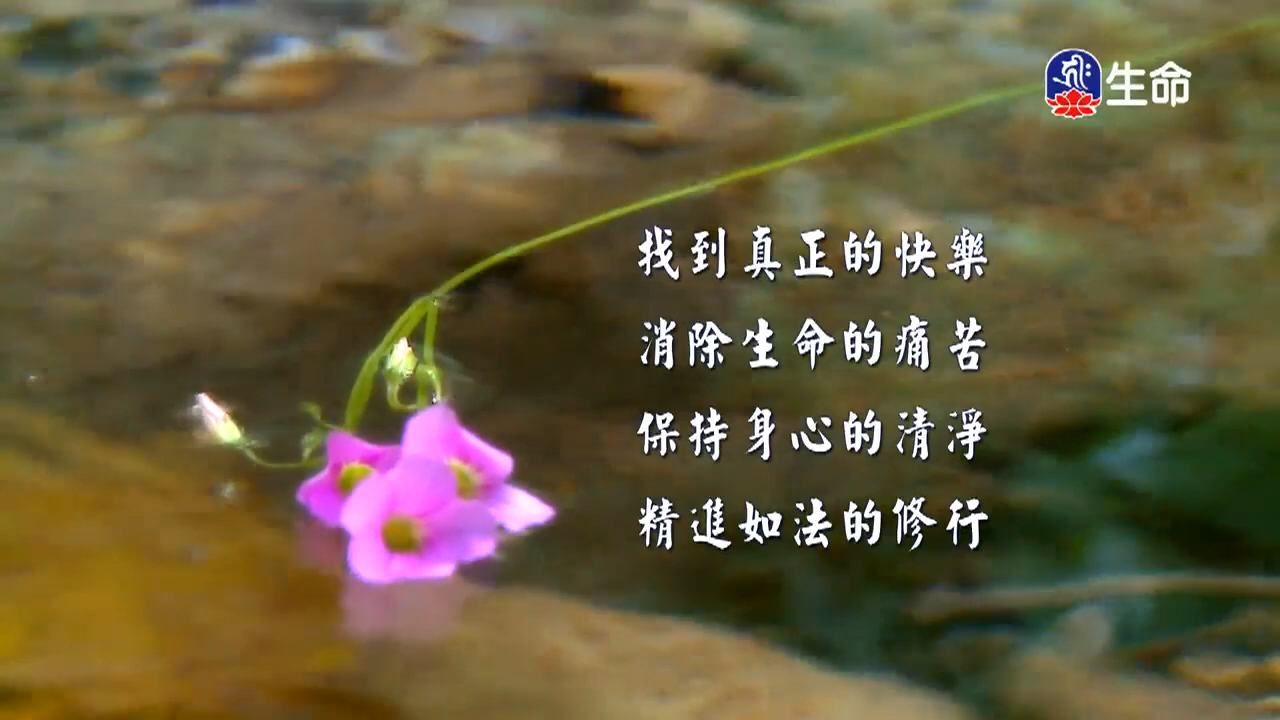 生命
找到真正的快樂
消除生命的痛苦
保持身心的清淨
精進如法的修行